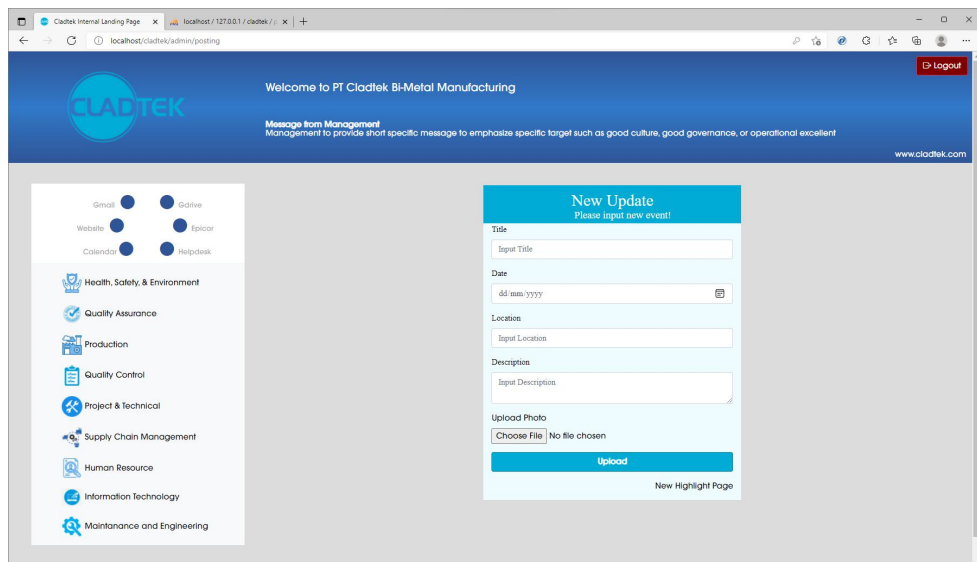 Cladtek Internal Landing Page
localhost / 127.0.0.1 / cladtek / p
localhost/cladtek/admin/posting
Logout
CLADTEK
Welcome to PT Cladtek Bi-Metal Manufacturing
Message from Management
Management to provide short specific message to emphasize specific target such as good culture, good governance, or operational excellent
www.cladtek.com
Gmail
Gdrive
Website
Epicor
Calendar
Helpdesk
Health, Safety, & Environment
Quality Assurance
Production
Quality Control
Project & Technical
Supply Chain Management
Human Resource
Information Technology
Maintanance and Engineering
New Update
Please input new event!
Title
Input Title
Date
dd/mm/yyyy
Location
Input Location
Description
Input Description
Upload Photo
Choose File No file chosen
Upload
New Highlight Page